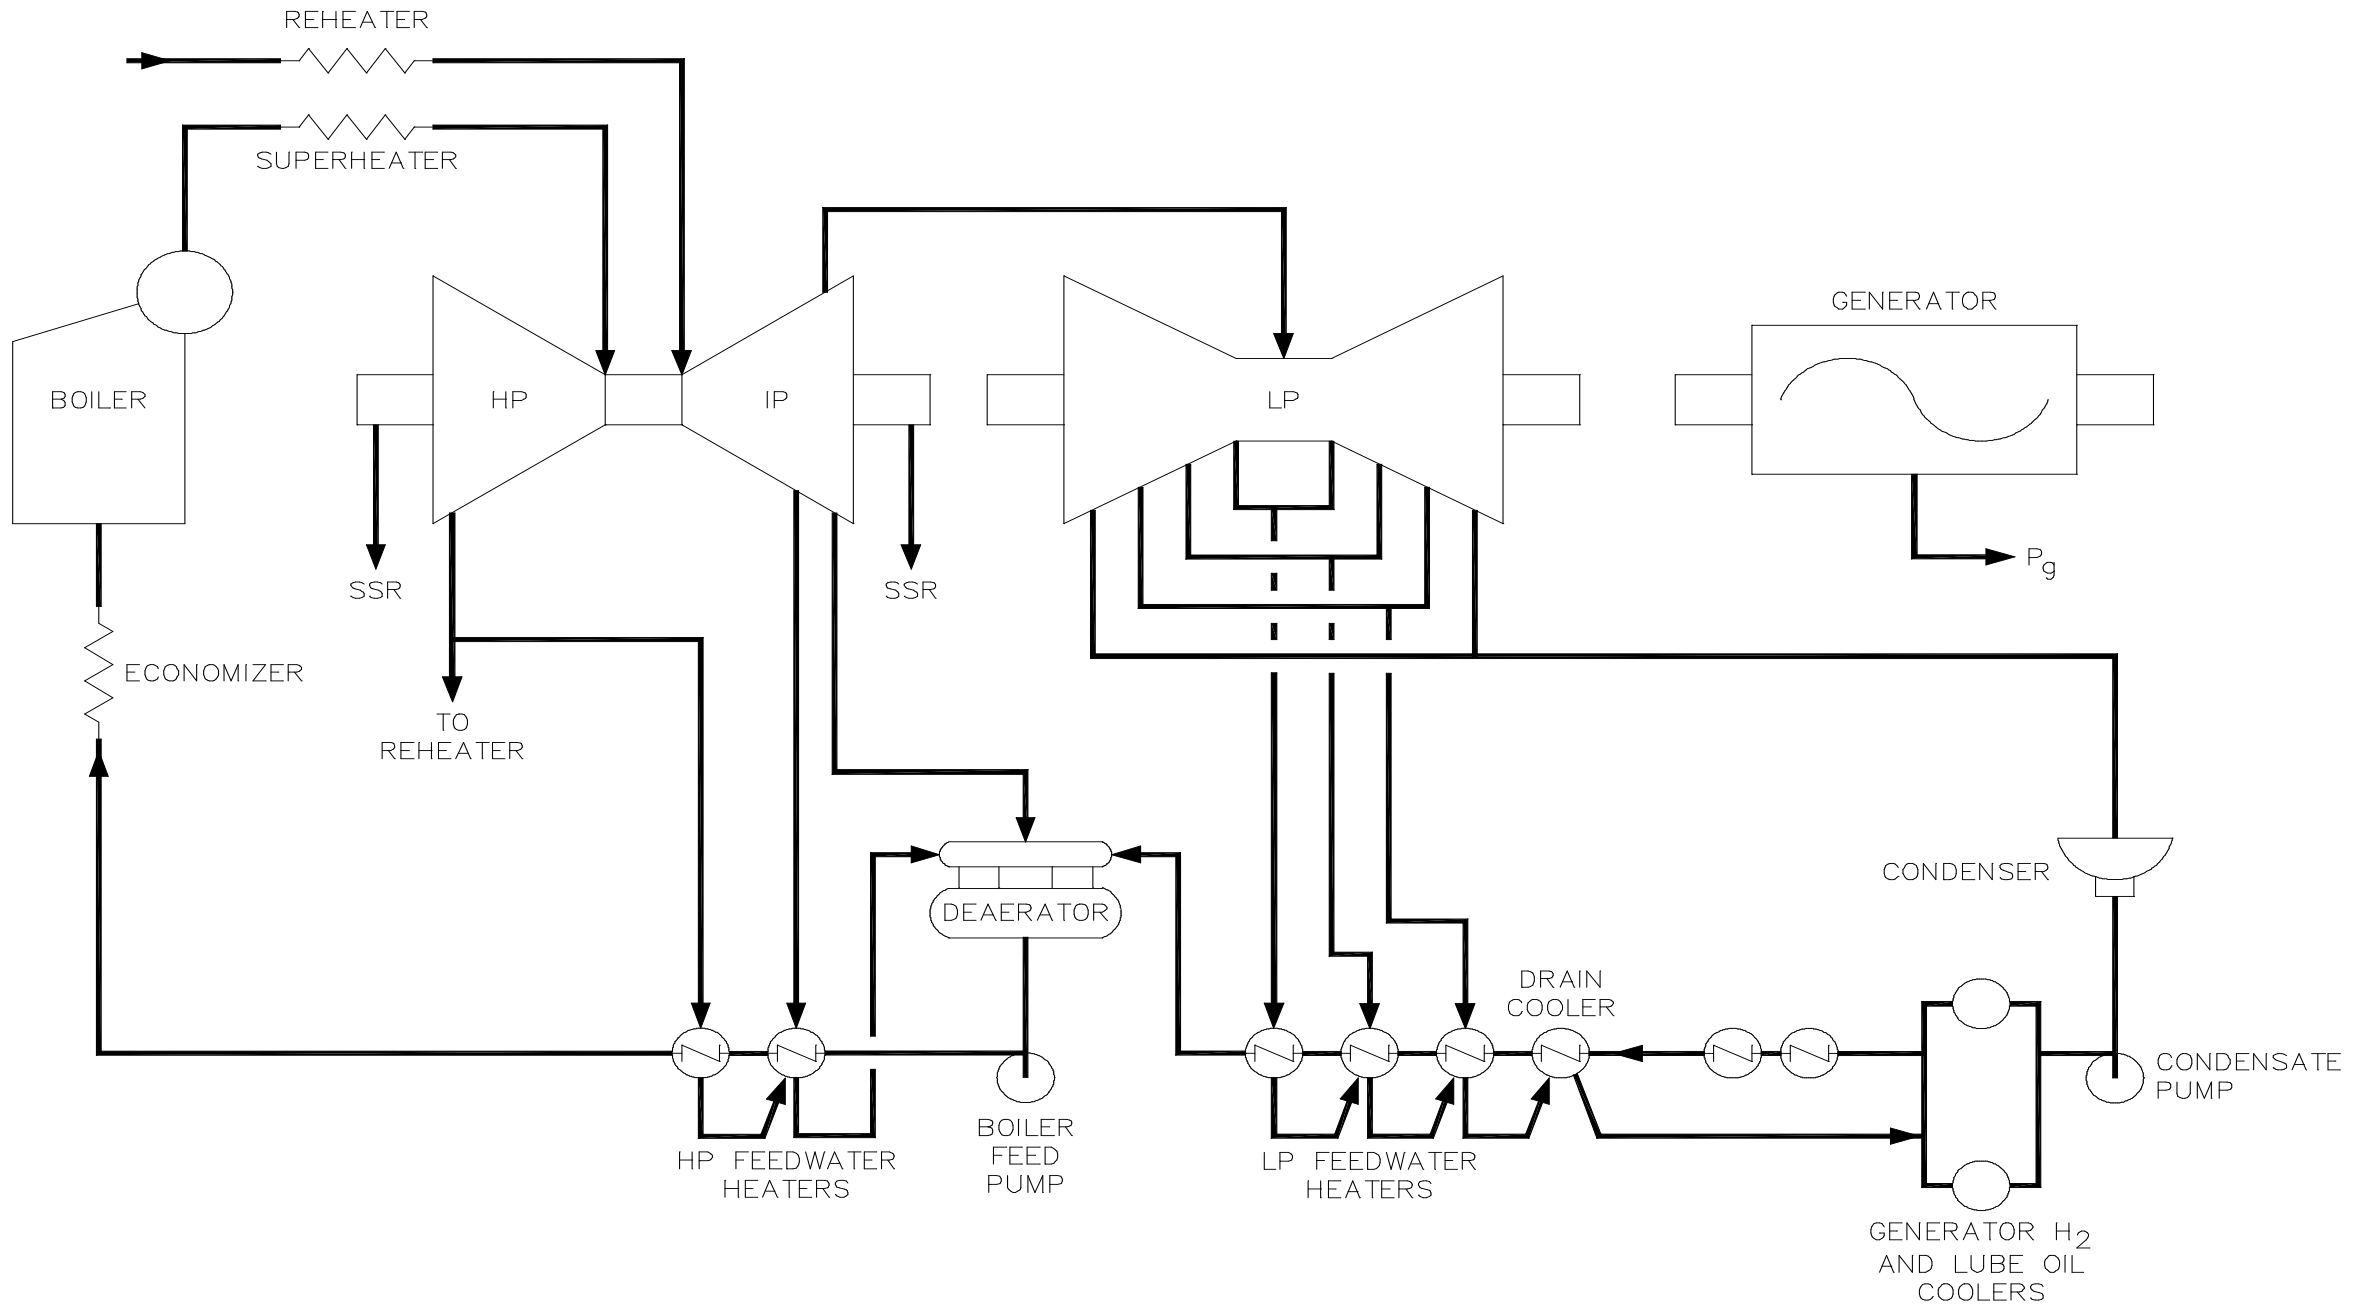 REHEATER
SUPERHEATER
GENERATOR
BOILER
HP
IP
LP
SSR
SSR
Pg
ECONOMIZER
TO
REHEATER
CONDENSER
DEAERATOR
DRAIN
COOLER
CONDENSATE
PUMP
BOILER
FEED
PUMP
HP FEEDWATER
HEATERS
LP FEEDWATER
HEATERS
GENERATOR H2
AND LUBE OIL
COOLERS